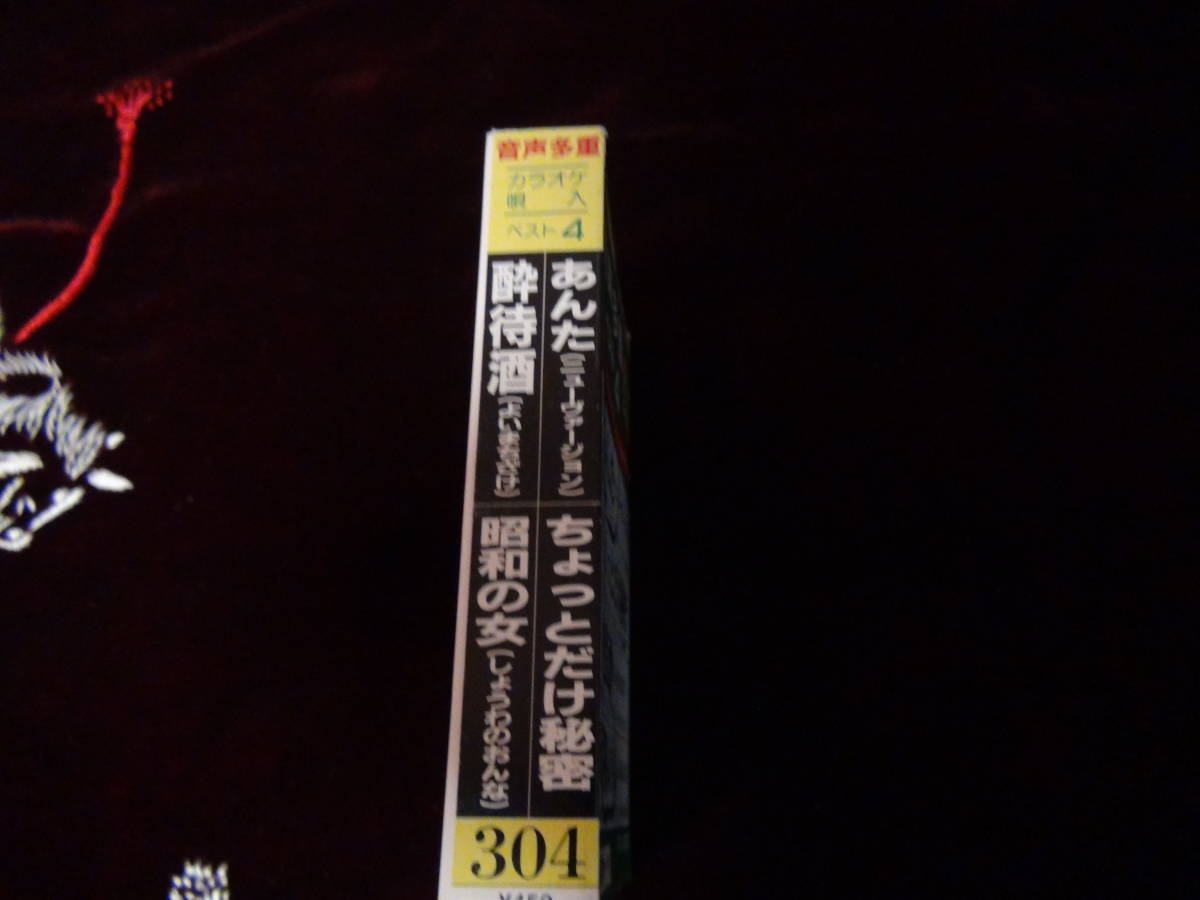 音声多重
カラオケ
唄入
ベスト4
あんた(ニューヴァージョン)
ちょっとだけ秘密
酔待酒(よいまちざけ)
昭和の女(しょうわのおんな)
304